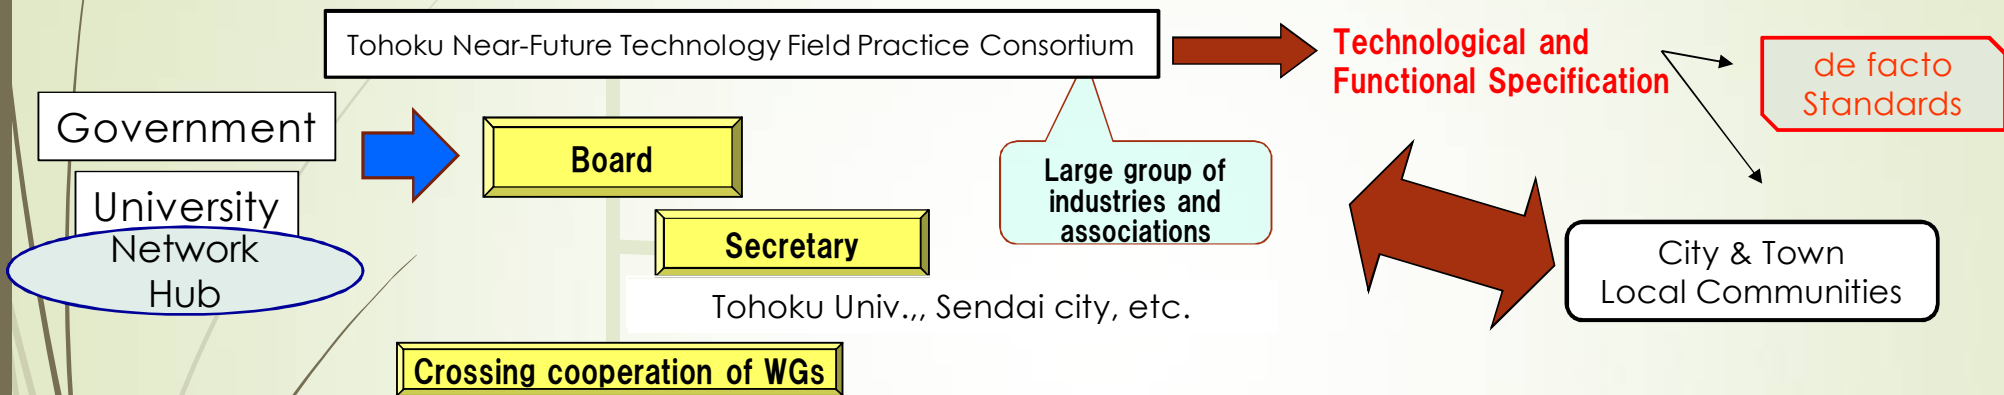 Tohoku Near-Future Technology Field Practice Consortium
Technological and
Functional Specification
de facto
Standards
Government
University
Network
Hub
Board
Large group of
industries and
associations
Secretary
Tohoku Univ.,, Sendai city, etc.
City & Town
Local Communities
Crossing cooperation of WGs